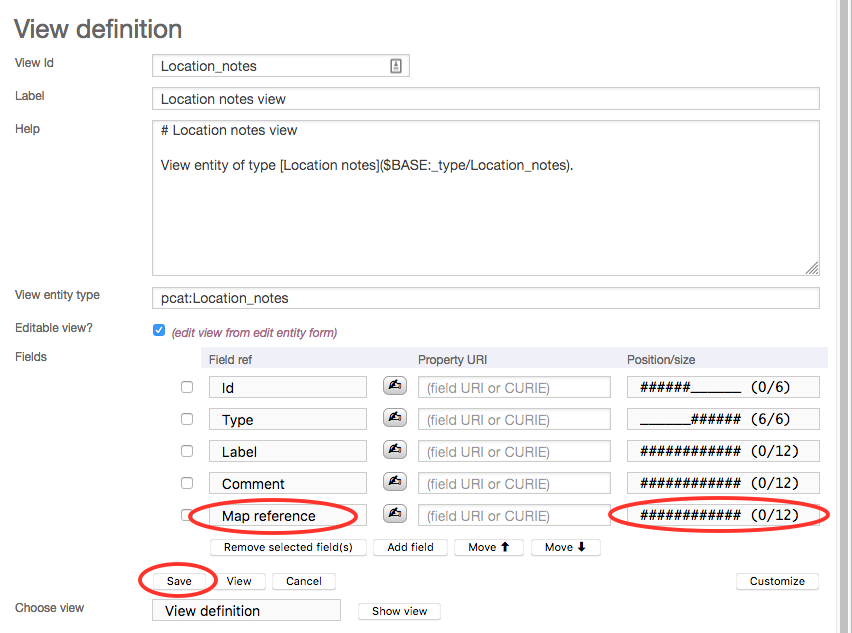 View definition
View Id Location_notes
Label Location notes view
Help # Location notes view
View entity of type [Location notes]($BASE:_type/Location_notes).
View entity type pcat:Location_notes
Editable view? (edit view from edit entity form)
Fields Field ref Property URI Position/size
Id (field URI or CURIE) ######______ (0/6)
Type (field URI or CURIE) ______###### (6/6)
Label (field URI or CURIE) ############ (0/12)
Comment (field URI or CURIE) ############ (0/12)
Map reference (field URI or CURIE) ############ (0/12)
Remove selected field(s) Add field Move ⬆ Move ⬇
Save View Cancel Customize
Choose view View definition Show view